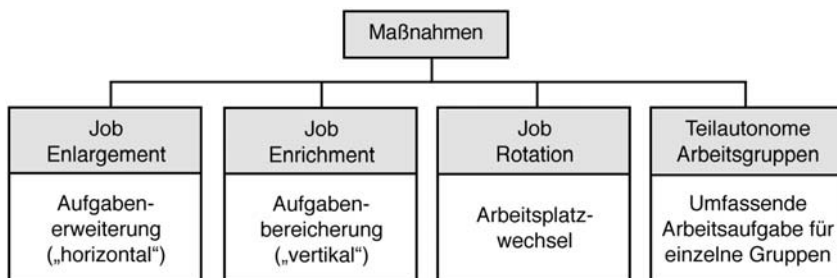 Maßnahmen
Job
Enlargement
Aufgaben-
erweiterung
(„horizontal“)
Job
Enrichment
Aufgaben-
bereicherung
(„vertikal“)
Job
Rotation
Arbeitsplatz-
wechsel
Teilautonome
Arbeitsgruppen
Umfassende
Arbeitsaufgabe für
einzelne Gruppen